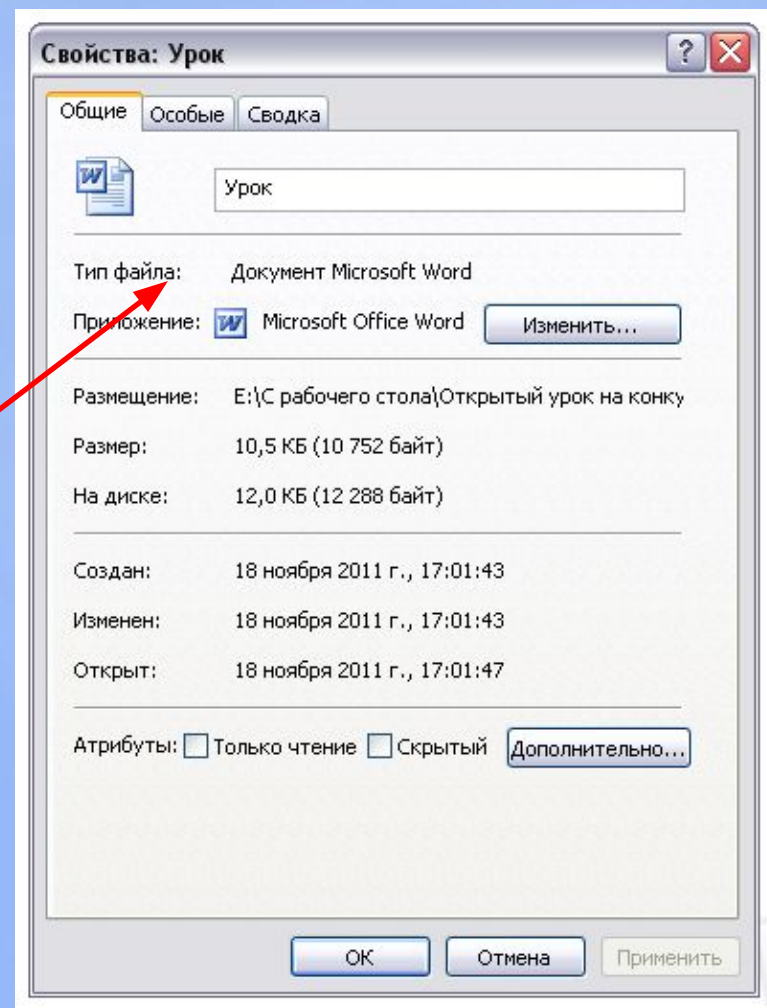 Свойства: Урок
Общие Особые Сводка
Урок
Тип файла: Документ Microsoft Word
Приложение: Microsoft Office Word Изменить...
Размещение: E:\С рабочего стола\Открытый урок на конку
Размер: 10,5 КБ (10 752 байт)
На диске: 12,0 КБ (12 288 байт)
Создан: 18 ноября 2011 г., 17:01:43
Изменен: 18 ноября 2011 г., 17:01:43
Открыт: 18 ноября 2011 г., 17:01:47
Атрибуты: Только чтение Скрытый Дополнительно...
ОК Отмена Применить